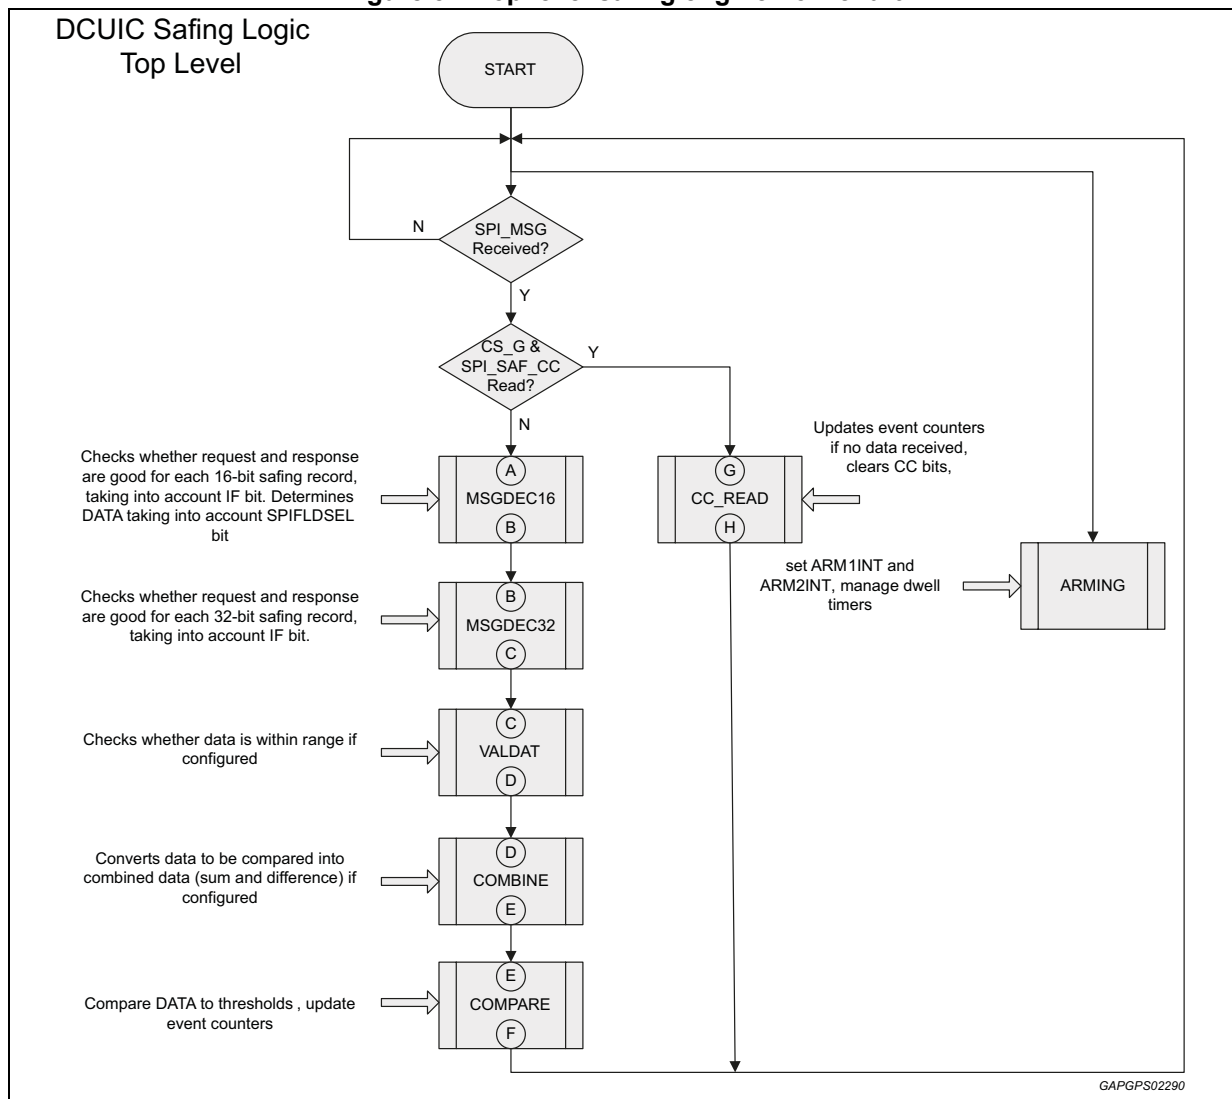 DCUIC Safing Logic
Top Level
START
N
SPI_MSG
Received?
Y
CS_G &
SPI_SAF_CC
Read?
Y
N
Checks whether request and response
are good for each 16-bit safing record,
taking into account IF bit. Determines
DATA taking into account SPIFLDSEL
bit
A
MSGDEC16
B
G
CC_READ
H
Updates event counters
if no data received,
clears CC bits,
set ARM1INT and
ARM2INT, manage dwell
timers
ARMING
Checks whether request and response
are good for each 32-bit safing record,
taking into account IF bit.
B
MSGDEC32
C
Checks whether data is within range if
configured
C
VALDAT
D
Converts data to be compared into
combined data (sum and difference) if
configured
D
COMBINE
E
Compare DATA to thresholds , update
event counters
E
COMPARE
F
GAPGPS02290